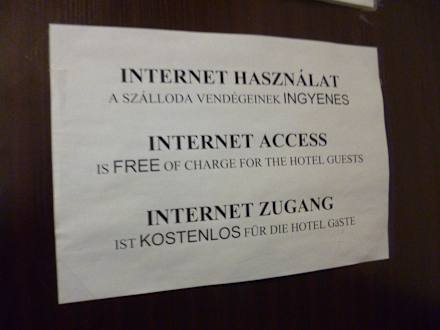 INTERNET HASZNÁLAT
A SZÁLLODA VENDÉGEINEK INGYENES
INTERNET ACCESS
IS FREE OF CHARGE FOR THE HOTEL GUESTS
INTERNET ZUGANG
IST KOSTENLOS FÜR DIE HOTEL GäSTE